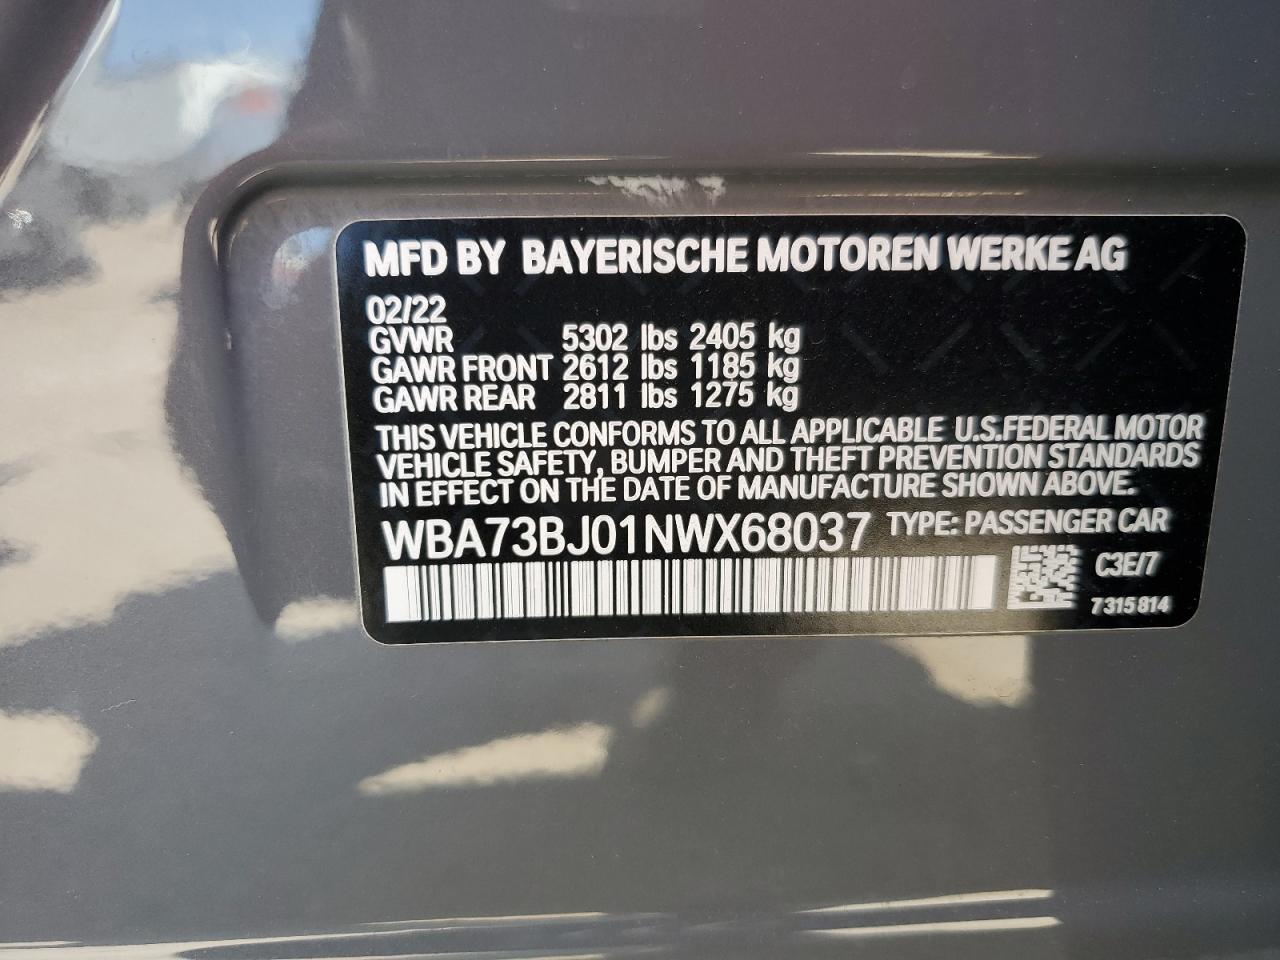 MFD BY BAYERISCHE MOTOREN WERKE AG
02/22
GVWR 5302 lbs 2405 kg
GAWR FRONT 2612 lbs 1185 kg
GAWR REAR 2811 lbs 1275 kg
THIS VEHICLE CONFORMS TO ALL APPLICABLE U.S.FEDERAL MOTOR
VEHICLE SAFETY, BUMPER AND THEFT PREVENTION STANDARDS
IN EFFECT ON THE DATE OF MANUFACTURE SHOWN ABOVE.
WBA73BJ01NWX68037 TYPE: PASSENGER CAR
C3E/7
7315814